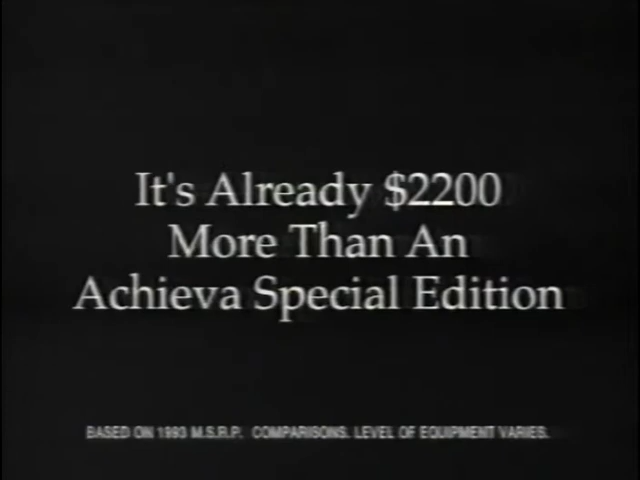 It's Already $2200
More Than An
Achieva Special Edition
BASED ON 1993 M.S.R.P. COMPARISONS. LEVEL OF EQUIPMENT VARIES.